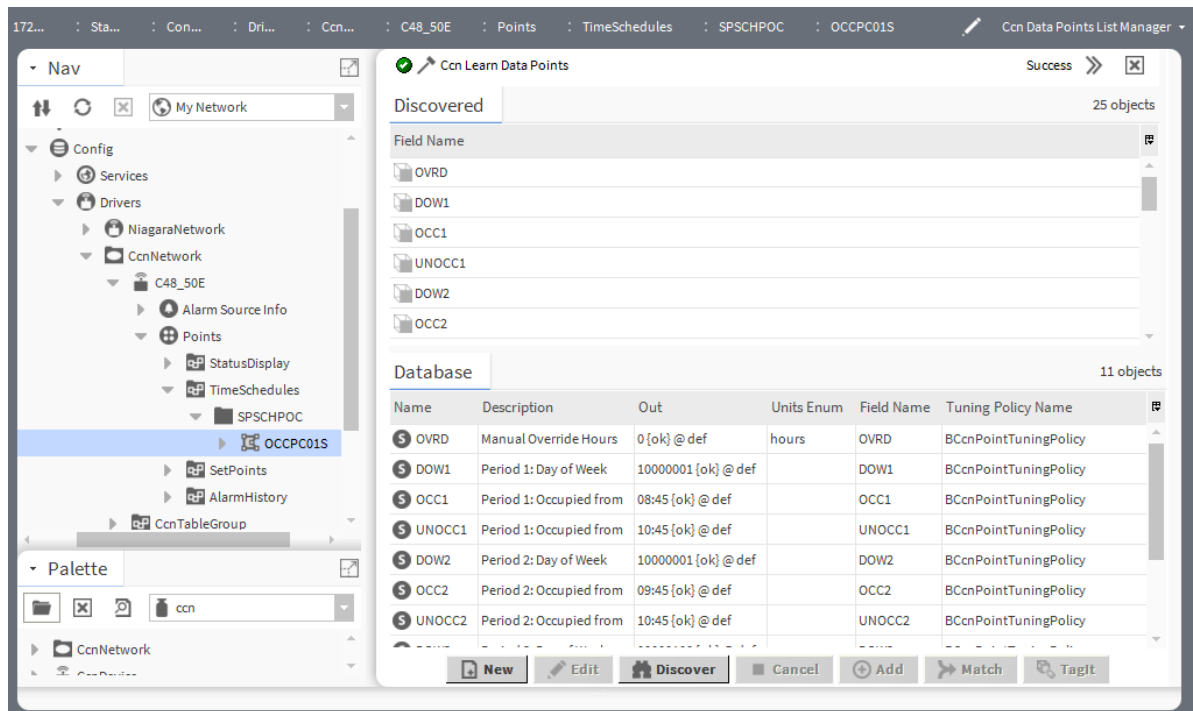 172... : Sta... : Con... : Dri... : Ccn... : C48_50E : Points : TimeSchedules : SPSCHPOC : OCCPC01S Ccn Data Points List Manager
Nav
My Network
Config
Services
Drivers
NiagaraNetwork
CcnNetwork
C48_50E
Alarm Source Info
Points
StatusDisplay
TimeSchedules
SPSCHPOC
OCCPC01S
SetPoints
AlarmHistory
CcnTableGroup
Palette
ccn
CcnNetwork
Ccn Learn Data Points Success
Discovered 25 objects
Field Name
OVRD
DOW1
OCC1
UNOCC1
DOW2
OCC2
Database 11 objects
Name Description Out Units Enum Field Name Tuning Policy Name
S OVRD Manual Override Hours 0 {ok} @ def hours OVRD BCcnPointTuningPolicy
S DOW1 Period 1: Day of Week 10000001 {ok} @ def DOW1 BCcnPointTuningPolicy
S OCC1 Period 1: Occupied from 08:45 {ok} @ def OCC1 BCcnPointTuningPolicy
S UNOCC1 Period 1: Occupied from 10:45 {ok} @ def UNOCC1 BCcnPointTuningPolicy
S DOW2 Period 2: Day of Week 10000001 {ok} @ def DOW2 BCcnPointTuningPolicy
S OCC2 Period 2: Occupied from 09:45 {ok} @ def OCC2 BCcnPointTuningPolicy
S UNOCC2 Period 2: Occupied from 10:45 {ok} @ def UNOCC2 BCcnPointTuningPolicy
New Edit Discover Cancel Add Match TagIt